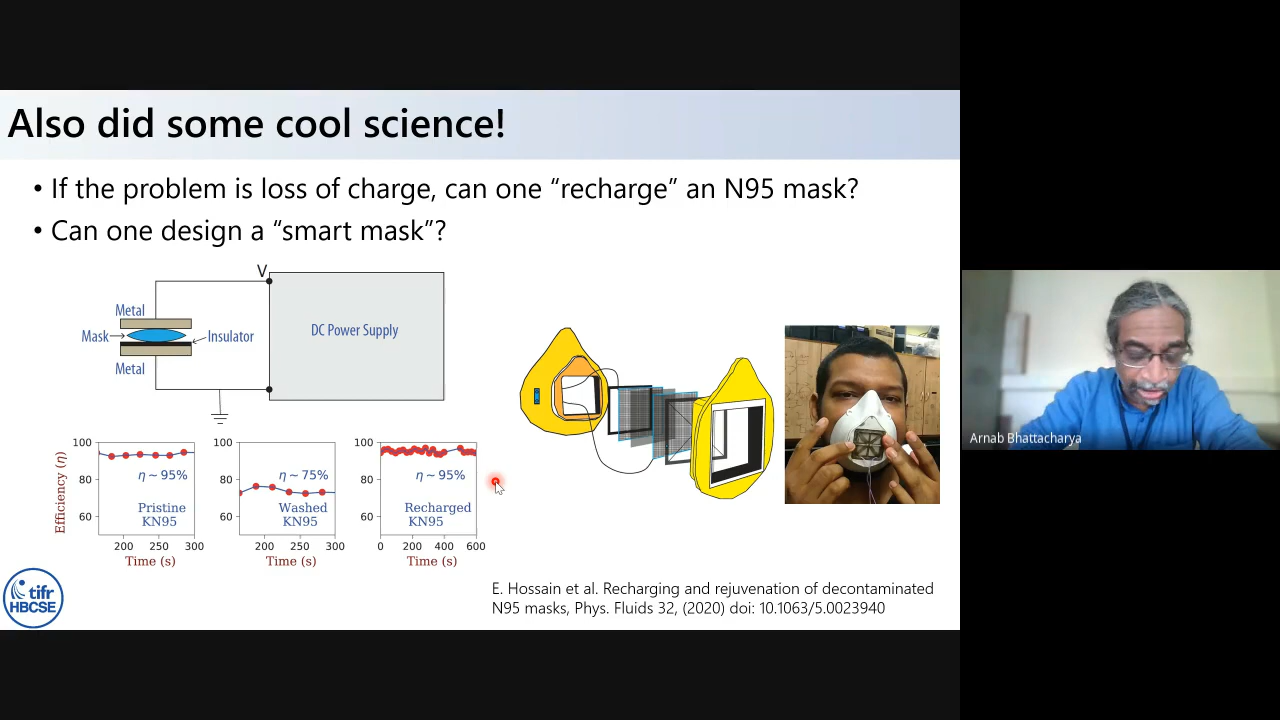 Also did some cool science!
• If the problem is loss of charge, can one “recharge” an N95 mask?
• Can one design a “smart mask”?
V
Metal
Mask
Insulator
DC Power Supply
Metal
Efficiency (η)
100
80
60
η ~ 95%
Pristine
KN95
200 250 300
Time (s)
100
80
60
η ~ 75%
Washed
KN95
200 250 300
Time (s)
100
80
60
η ~ 95%
Recharged
KN95
0 200 400 600
Time (s)
Arnab Bhattacharya
tifr
HBCSE
E. Hossain et al. Recharging and rejuvenation of decontaminated
N95 masks, Phys. Fluids 32, (2020) doi: 10.1063/5.0023940